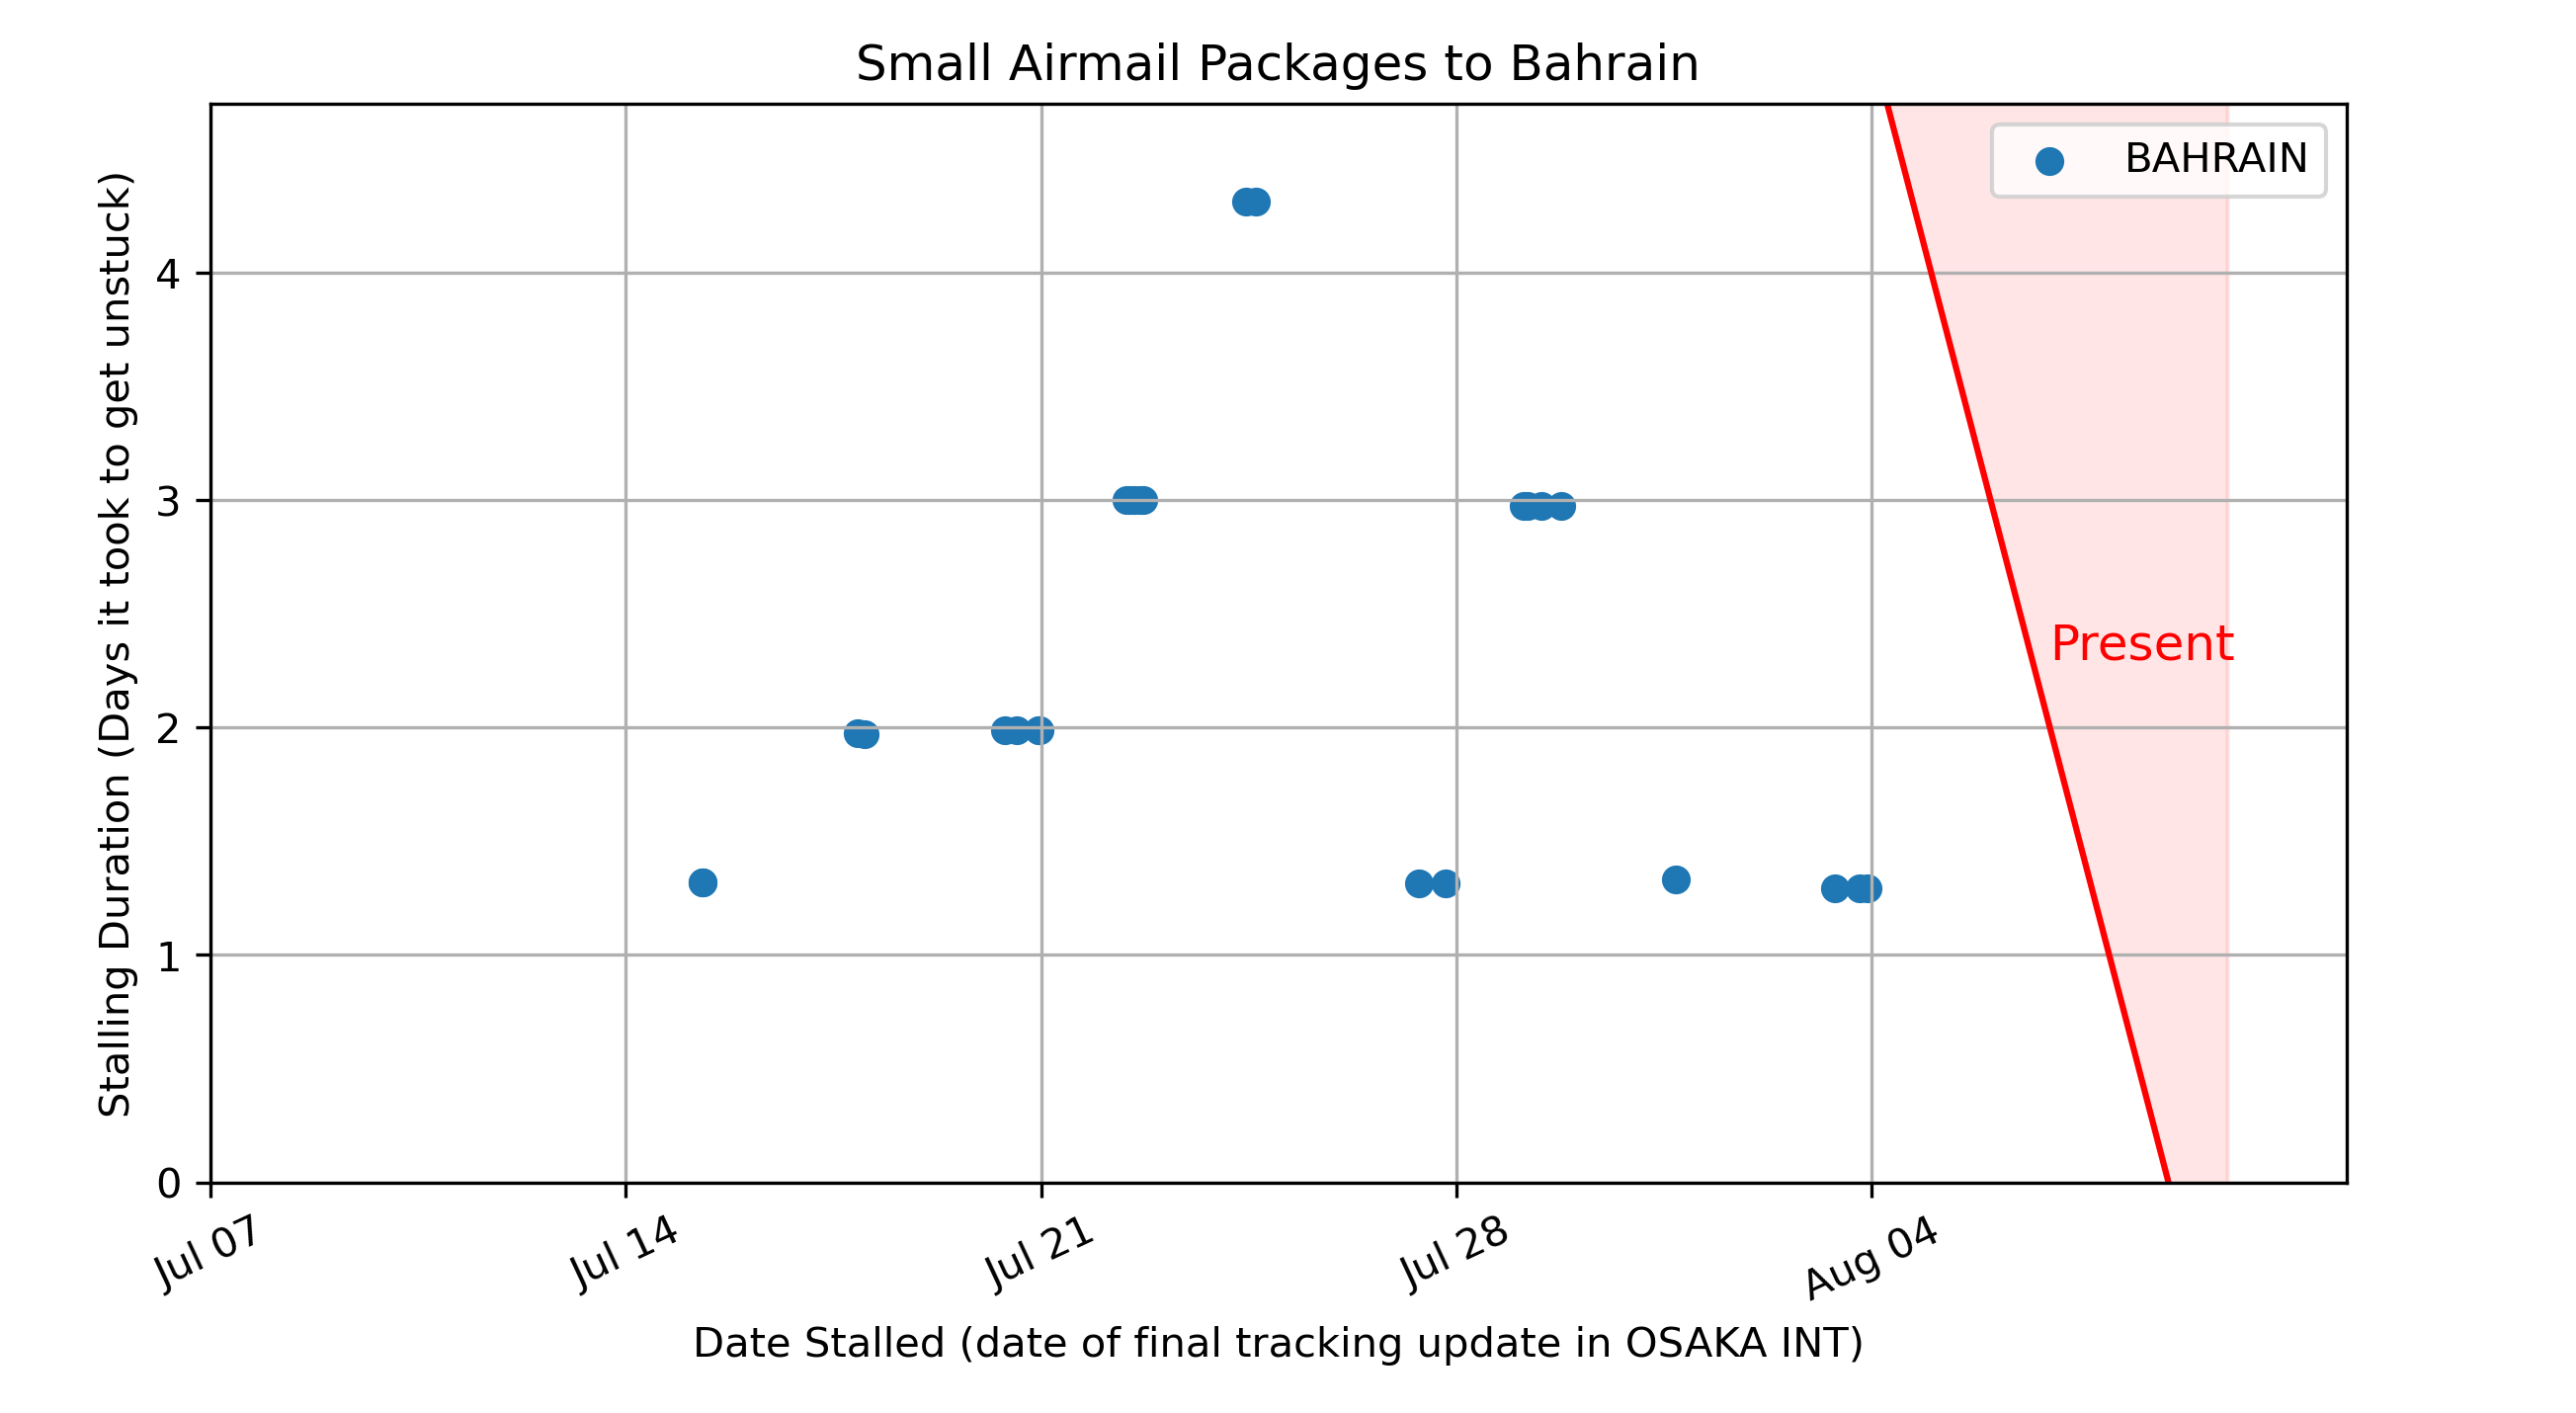 Small Airmail Packages to Bahrain
BAHRAIN
Stalling Duration (Days it took to get unstuck)
4
3
2
1
0
Present
Jul 07
Jul 14
Jul 21
Jul 28
Aug 04
Date Stalled (date of final tracking update in OSAKA INT)